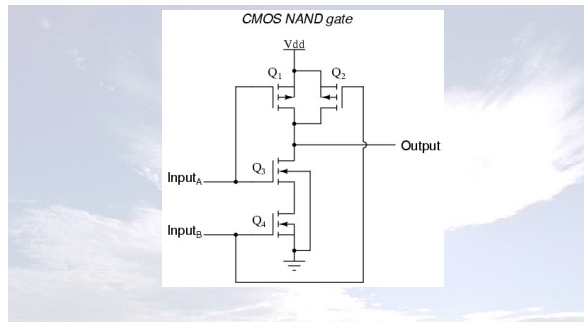 CMOS NAND gate
Vdd
Q1 Q2
Output
Q3
InputA
Q4
InputB